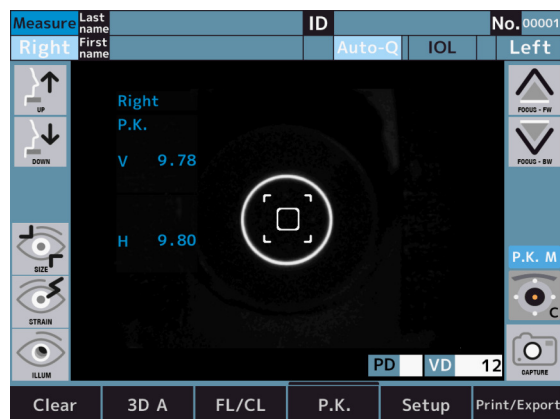 Measure Last name ID No. 00001
Right First name Auto-Q IOL Left
UP
DOWN
SIZE
STRAIN
ILLUM
Right
P.K.
V 9.78
H 9.80
FOCUS - FW
FOCUS - BW
P.K. M
C
PD VD 12
CAPTURE
Clear 3D A FL/CL P.K. Setup Print/Export